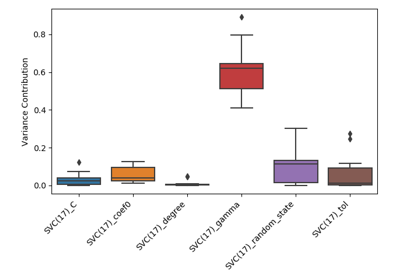 Variance Contribution
0.8
0.6
0.4
0.2
0.0
SVC(17)_C
SVC(17)_coef0
SVC(17)_degree
SVC(17)_gamma
SVC(17)_random_state
SVC(17)_tol